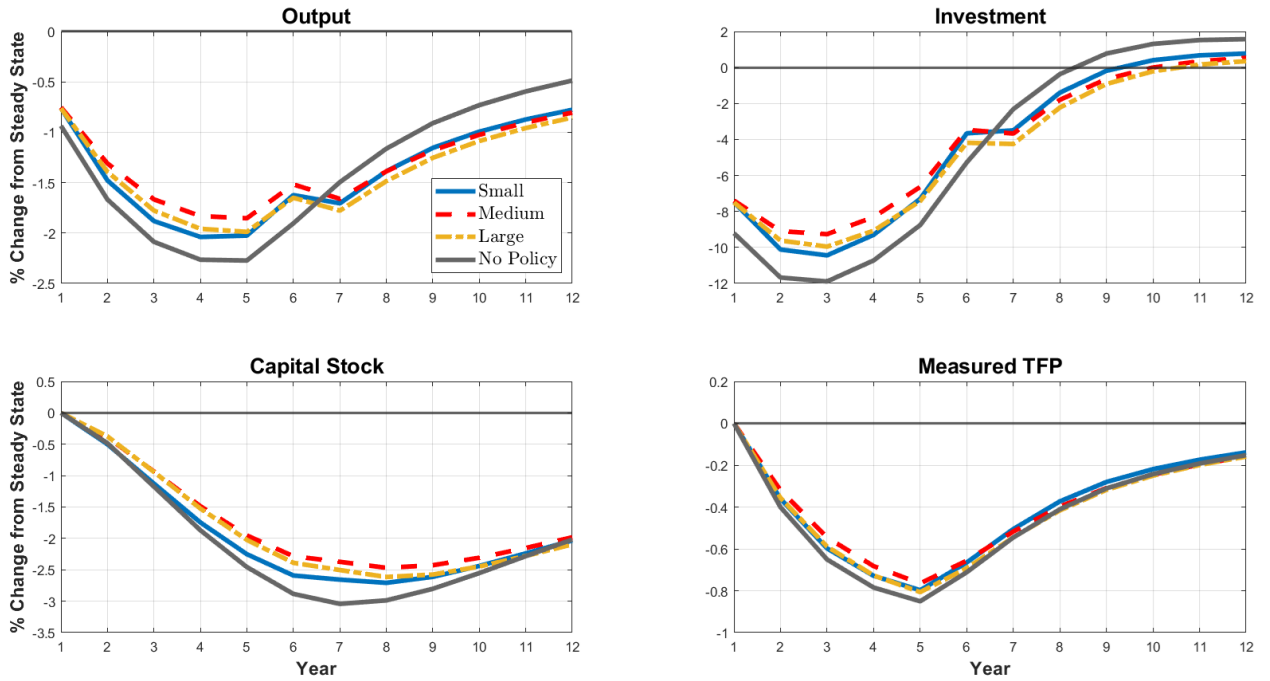 Output
% Change from Steady State
0
-0.5
-1
-1.5
-2
-2.5
1 2 3 4 5 6 7 8 9 10 11 12
Small
Medium
Large
No Policy
Investment
2
0
-2
-4
-6
-8
-10
-12
1 2 3 4 5 6 7 8 9 10 11 12
Capital Stock
% Change from Steady State
0.5
0
-0.5
-1
-1.5
-2
-2.5
-3
-3.5
1 2 3 4 5 6 7 8 9 10 11 12
Year
Measured TFP
0.2
0
-0.2
-0.4
-0.6
-0.8
-1
1 2 3 4 5 6 7 8 9 10 11 12
Year